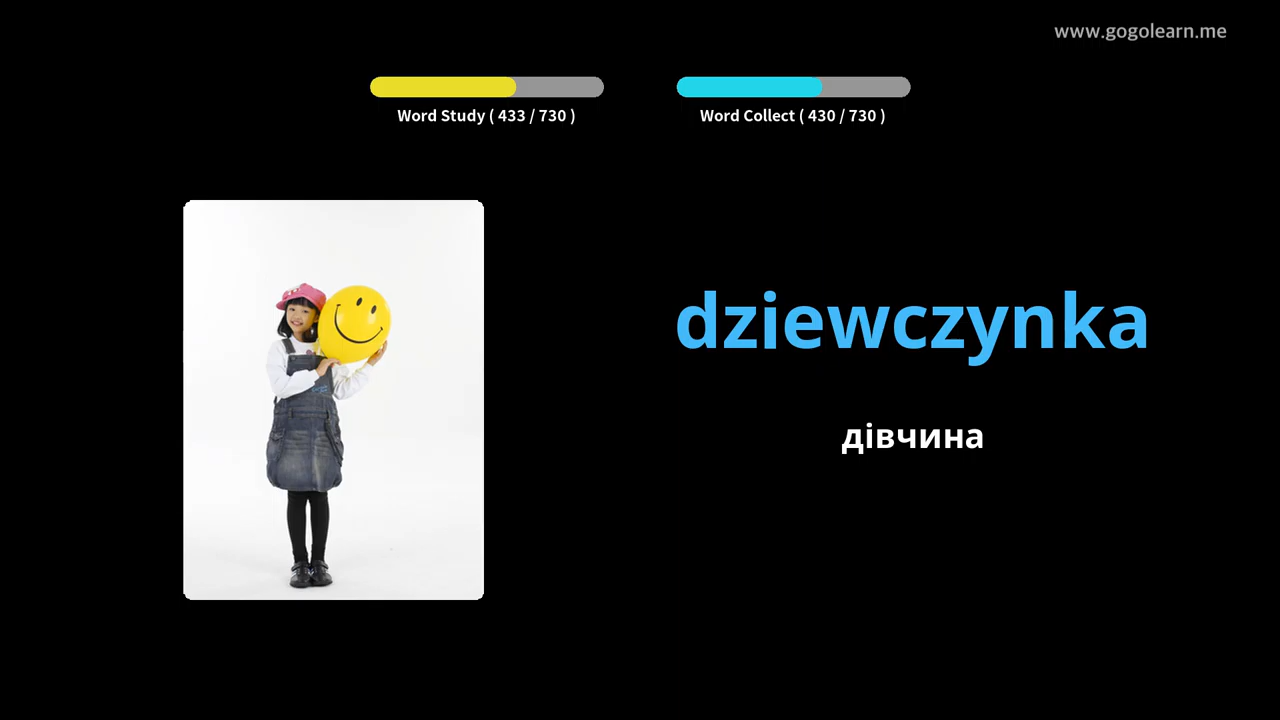 www.gogolearn.me
Word Study ( 433 / 730 )
Word Collect ( 430 / 730 )
dziewczynka
дівчина